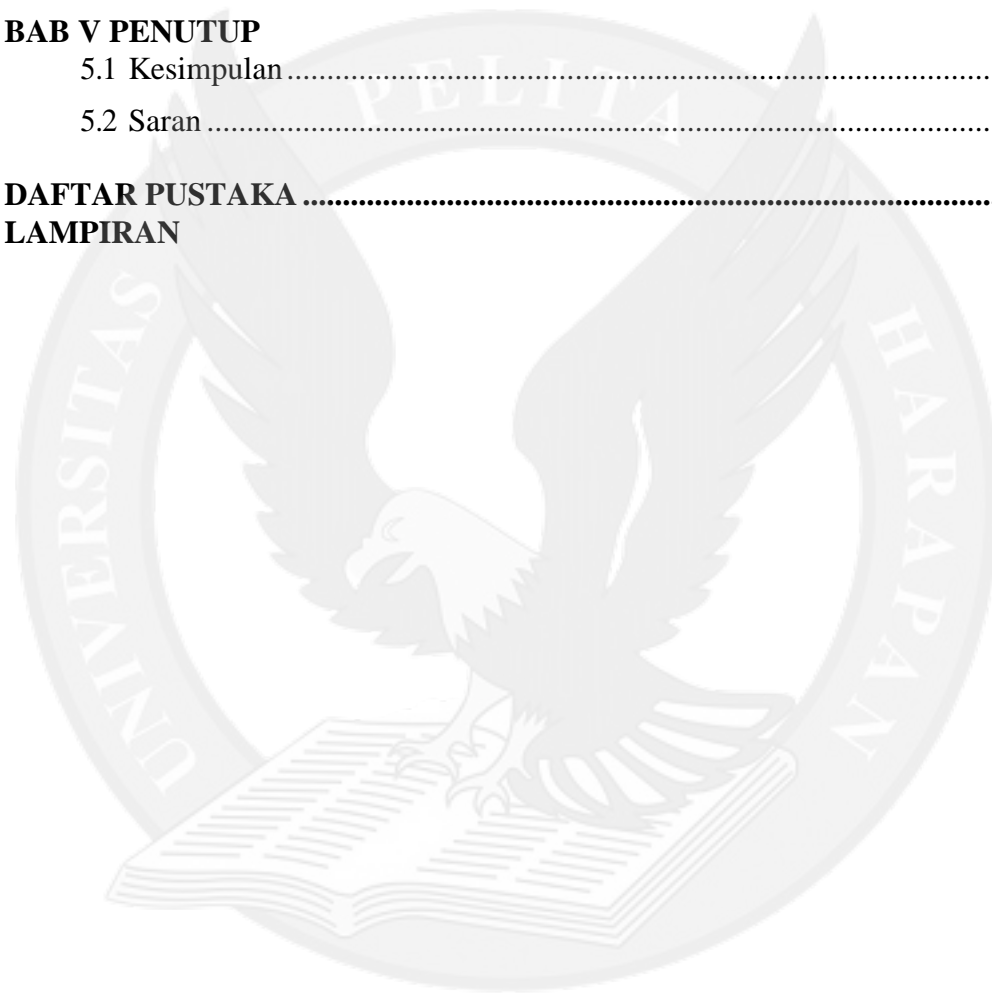 BAB V PENUTUP
5.1 Kesimpulan ........................................................................................
5.2 Saran ........................................................................................
DAFTAR PUSTAKA ........................................................................................
LAMPIRAN
UNIVERSITAS PELITA HARAPAN